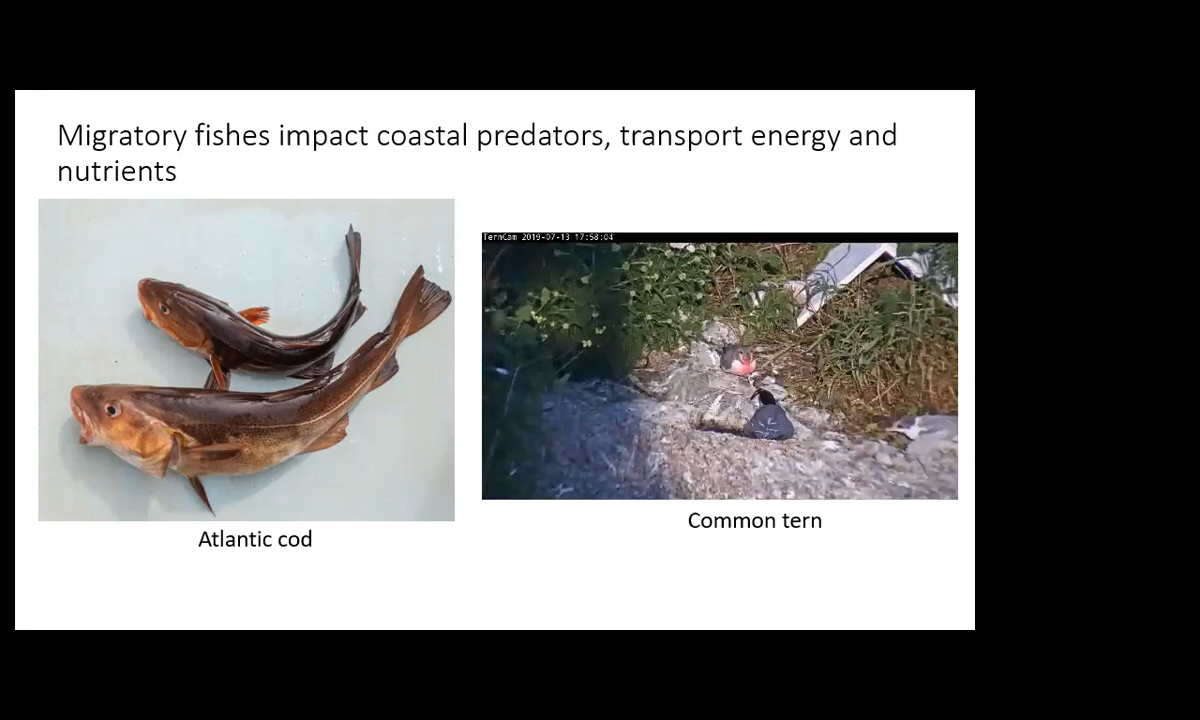 Migratory fishes impact coastal predators, transport energy and
nutrients
TernCam 2019-07-13 17:58:04
Common tern
Atlantic cod